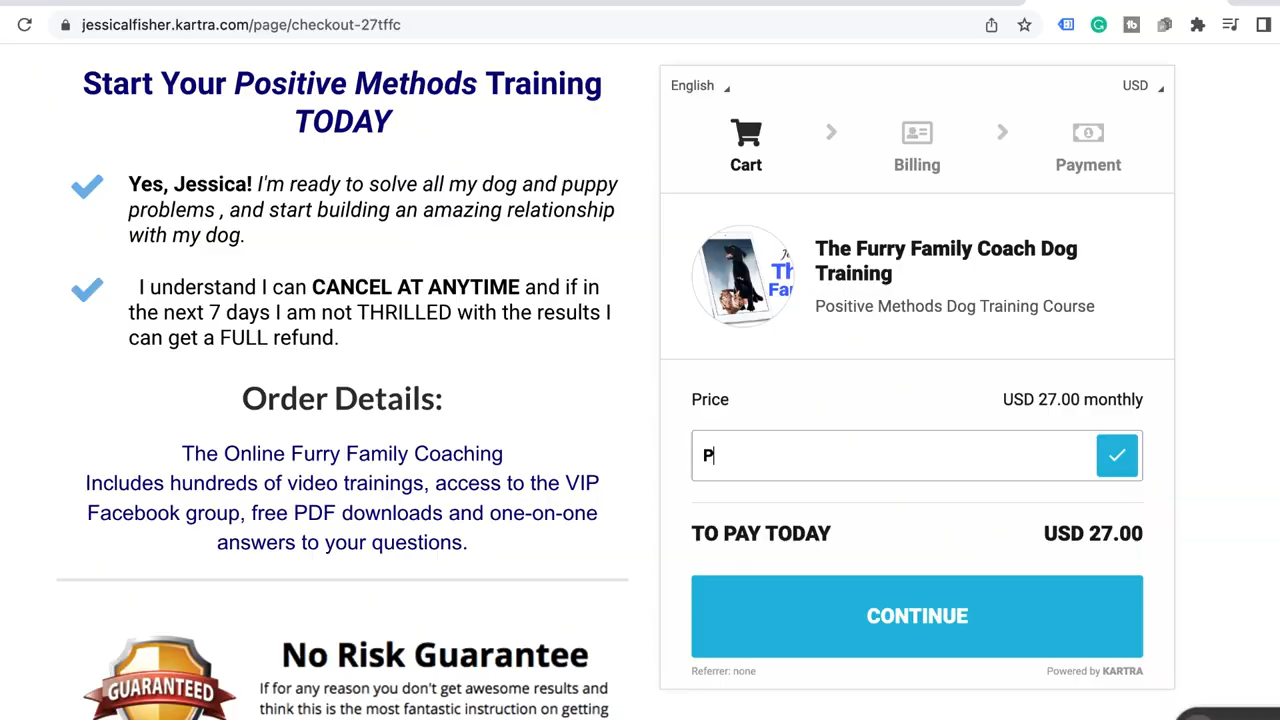 jessicalfisher.kartra.com/page/checkout-27tffc
Start Your Positive Methods Training
TODAY
Yes, Jessica! I'm ready to solve all my dog and puppy
problems , and start building an amazing relationship
with my dog.
I understand I can CANCEL AT ANYTIME and if in
the next 7 days I am not THRILLED with the results I
can get a FULL refund.
Order Details:
The Online Furry Family Coaching
Includes hundreds of video trainings, access to the VIP
Facebook group, free PDF downloads and one-on-one
answers to your questions.
GUARANTEED
No Risk Guarantee
If for any reason you don't get awesome results and
think this is the most fantastic instruction on getting
English
USD
Cart
Billing
Payment
The Furry Family Coach Dog
Training
Positive Methods Dog Training Course
Price
USD 27.00 monthly
P
TO PAY TODAY
USD 27.00
CONTINUE
Referrer: none
Powered by KARTRA